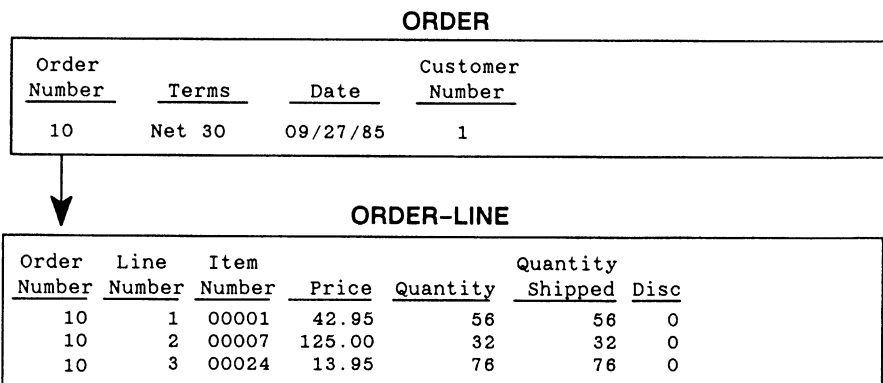 ORDER
Order Customer
Number Terms Date Number
10 Net 30 09/27/85 1
ORDER-LINE
Order Line Item Quantity
Number Number Number Price Quantity Shipped Disc
10 1 00001 42.95 56 56 0
10 2 00007 125.00 32 32 0
10 3 00024 13.95 76 76 0